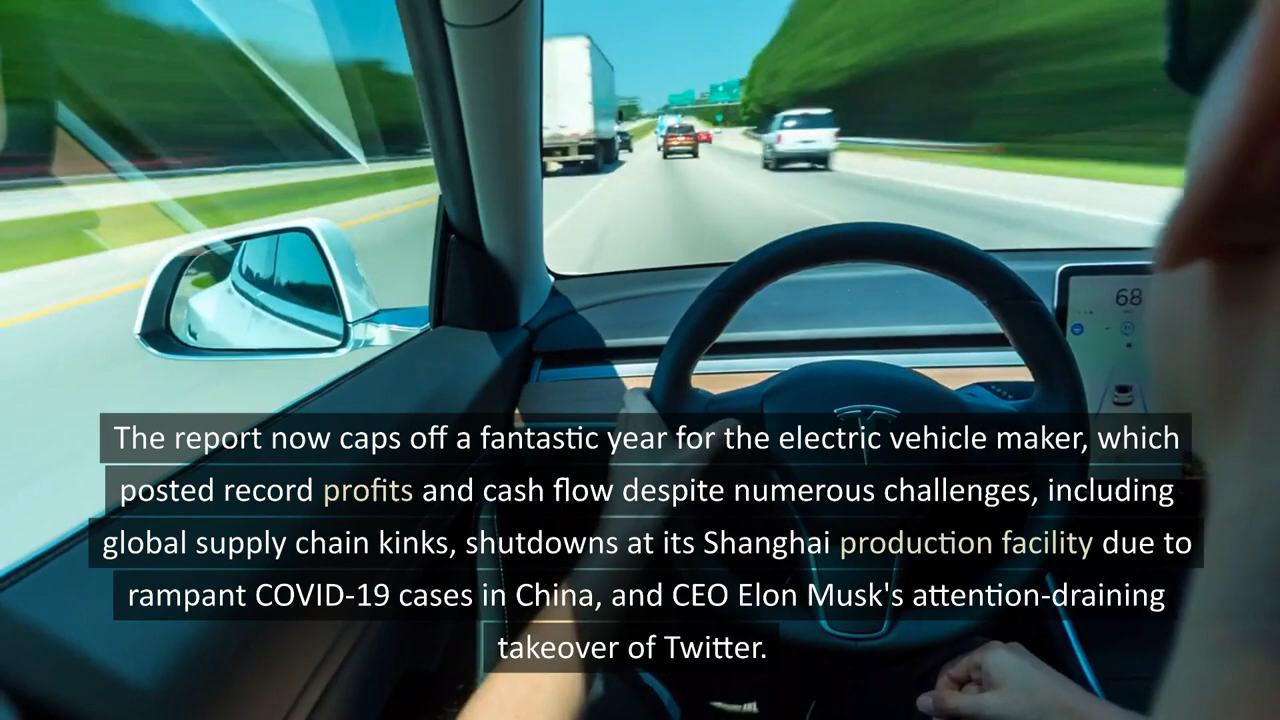 68
The report now caps off a fantastic year for the electric vehicle maker, which
posted record profits and cash flow despite numerous challenges, including
global supply chain kinks, shutdowns at its Shanghai production facility due to
rampant COVID-19 cases in China, and CEO Elon Musk's attention-draining
takeover of Twitter.